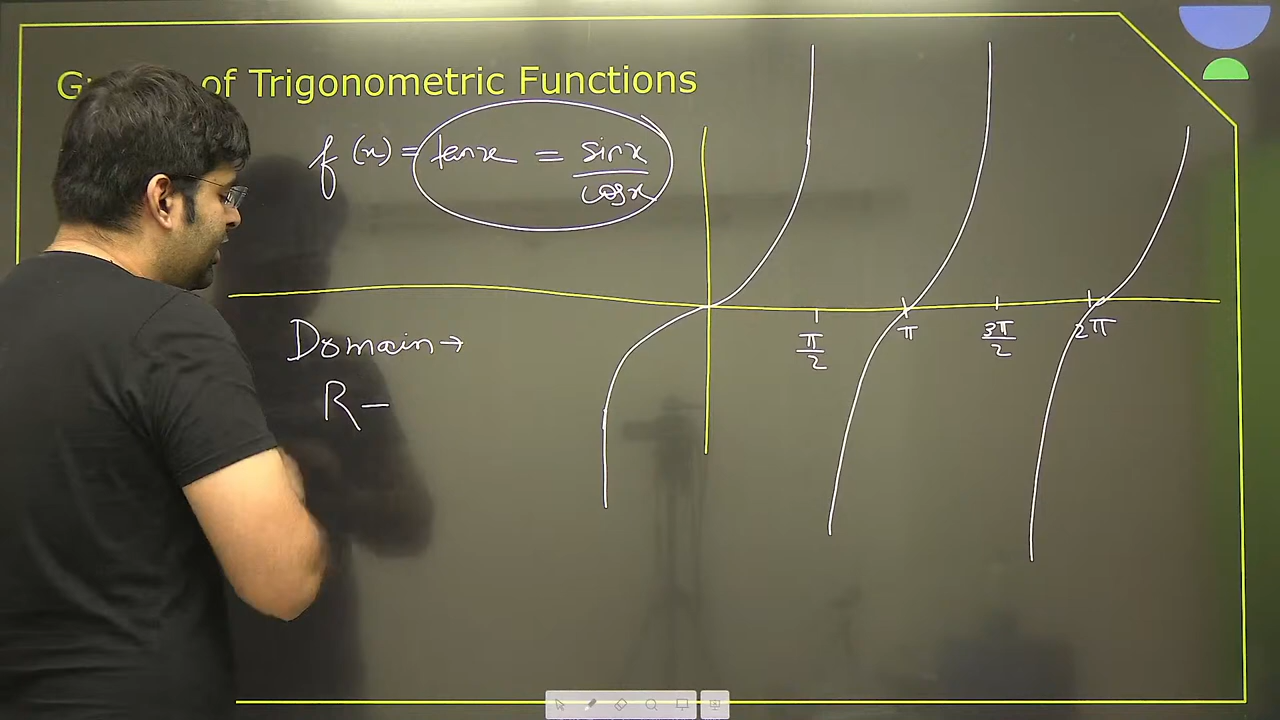 G of Trigonometric Functions
f(x) = tanx = sinx/cosx
Domain →
R –
π/2 π 3π/2 2π